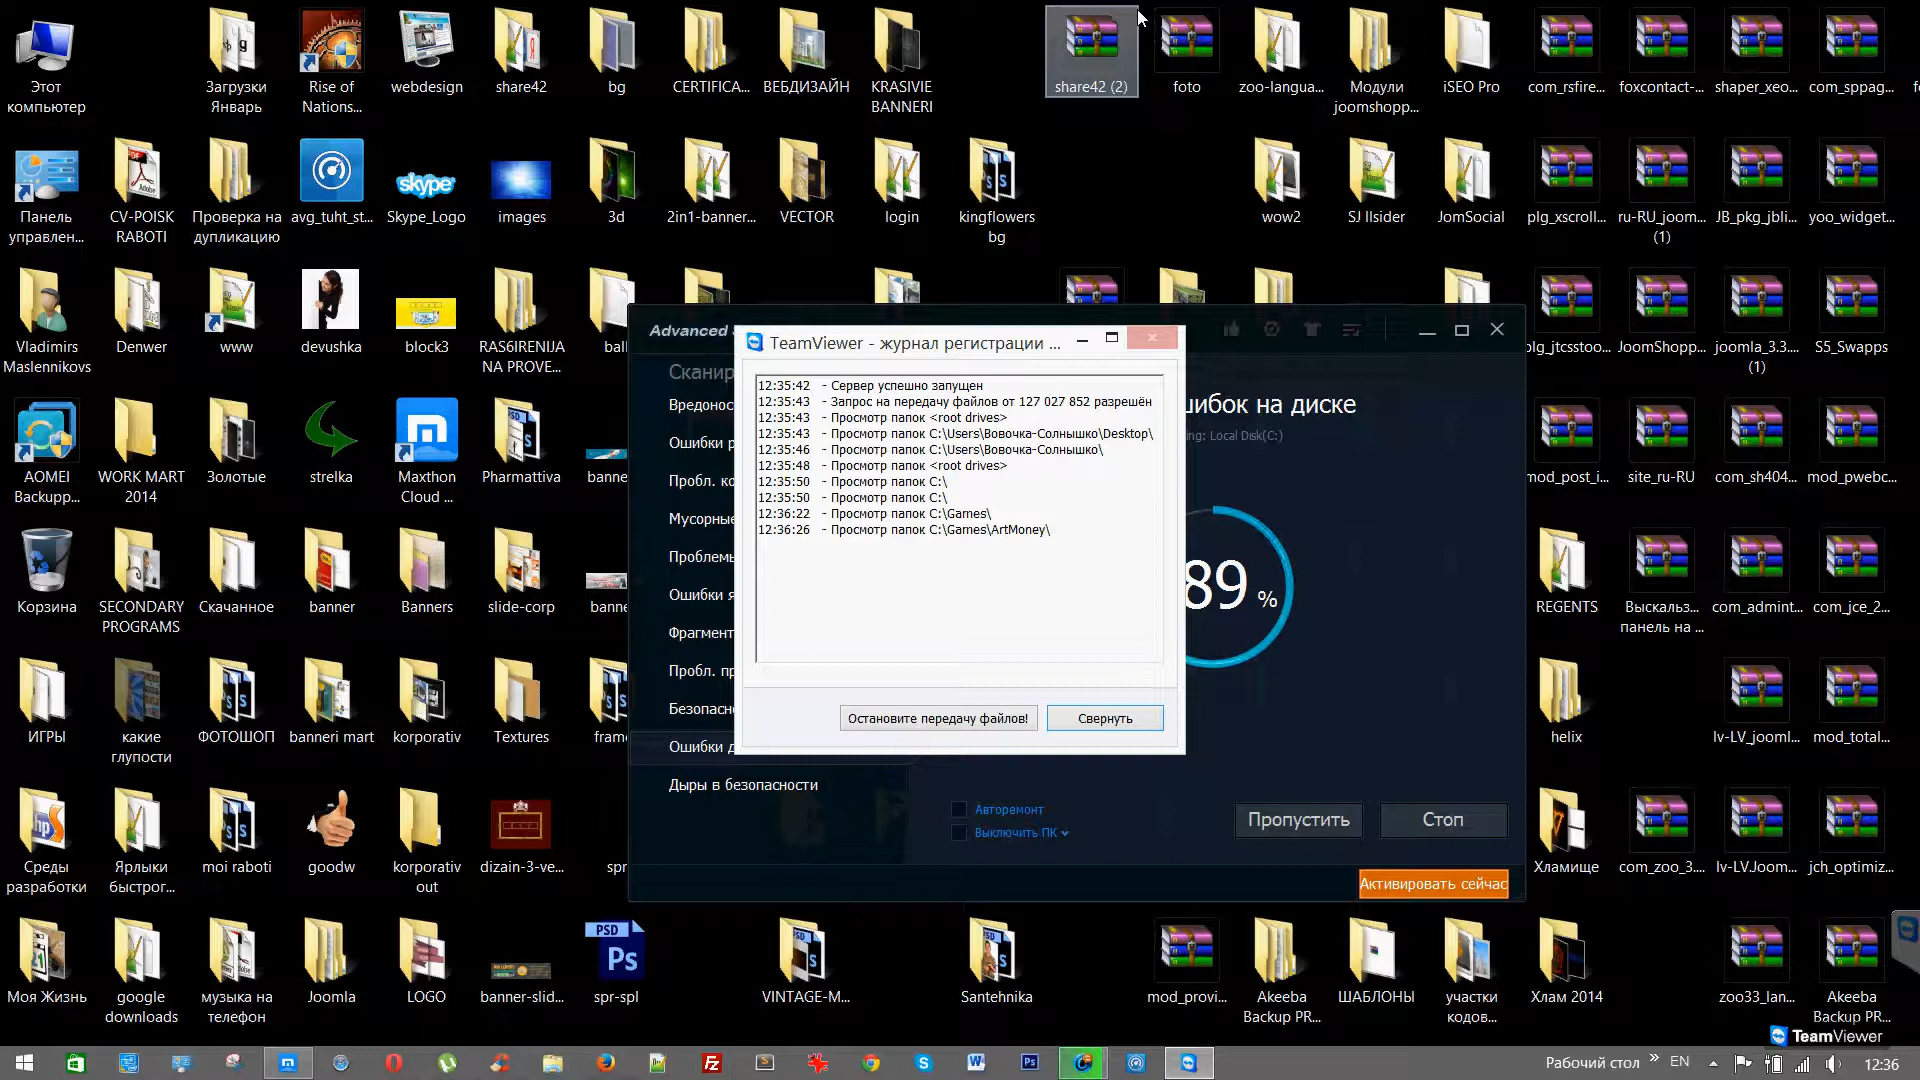 Этот компьютер
Загрузки Январь
Rise of Nations...
webdesign
share42
bg
CERTIFICA...
ВЕБДИЗАЙН
KRASIVIE BANNERI
share42 (2)
foto
zoo-langua...
Модули joomshopp...
iSEO Pro
com_rsfire...
foxcontact-...
shaper_xeo...
com_sppag...
Панель управлен...
CV-POISK RABOTI
Проверка на дупликацию
avg_tuht_st...
Skype_Logo
images
3d
2in1-banner...
VECTOR
login
kingflowers bg
wow2
SJ Ilsider
JomSocial
plg_xscroll...
ru-RU_joom... (1)
JB_pkg_jbli...
yoo_widget...
Vladimirs Maslennikovs
Denwer
www
devushka
block3
RAS6IRENIJA NA PROVE...
plg_jtcsstoo...
JoomShopp...
joomla_3.3.... (1)
S5_Swapps
AOMEI Backupp...
WORK MART 2014
Золотые
strelka
Maxthon Cloud ...
Pharmattiva
mod_post_i...
site_ru-RU
com_sh404...
mod_pwebc...
Корзина
SECONDARY PROGRAMS
Скачанное
banner
Banners
slide-corp
REGENTS
Выскальз... панель на ...
com_admint...
com_jce_2...
ИГРЫ
какие глупости
ФОТОШОП
banneri mart
korporativ
Textures
helix
lv-LV_jooml...
mod_total...
Среды разработки
Ярлыки быстрог...
moi raboti
goodw
korporativ out
dizain-3-ve...
Хламище
com_zoo_3....
lv-LV.Joom...
jch_optimiz...
Моя Жизнь
google downloads
музыка на телефон
Joomla
LOGO
banner-slid...
PSD
Ps
spr-spl
VINTAGE-M...
Santehnika
mod_provi...
Akeeba Backup PR...
ШАБЛОНЫ
участки кодов...
Хлам 2014
zoo33_lan...
Akeeba Backup PR...
Advanced
TeamViewer - журнал регистрации ...
12:35:42 - Сервер успешно запущен
12:35:43 - Запрос на передачу файлов от 127 027 852 разрешён
12:35:43 - Просмотр папок <root drives>
12:35:43 - Просмотр папок C:\Users\Вовочка-Солнышко\Desktop\
12:35:46 - Просмотр папок C:\Users\Вовочка-Солнышко\
12:35:48 - Просмотр папок <root drives>
12:35:50 - Просмотр папок C:\
12:35:50 - Просмотр папок C:\
12:36:22 - Просмотр папок C:\Games\
12:36:26 - Просмотр папок C:\Games\ArtMoney\
Остановите передачу файлов!
Свернуть
на диске
Local Disk(C:)
89 %
Дыры в безопасности
Авторемонт
Выключить ПК
Пропустить
Стоп
Активировать сейчас
TeamViewer
Рабочий стол
EN
12:36